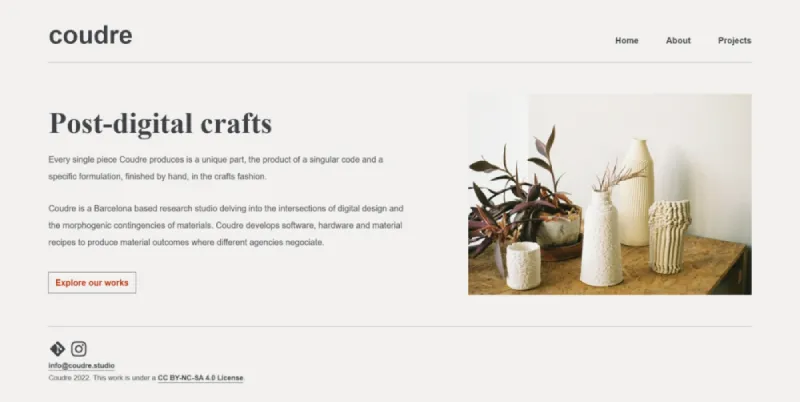 coudre
Home About Projects
Post-digital crafts
Every single piece Coudre produces is a unique part, the product of a singular code and a
specific formulation, finished by hand, in the crafts fashion.
Coudre is a Barcelona based research studio delving into the intersections of digital design and
the morphogenic contingencies of materials. Coudre develops software, hardware and material
recipes to produce material outcomes where different agencies negociate.
Explore our works
info@coudre.studio
Coudre 2022. This work is under a CC BY-NC-SA 4.0 License.